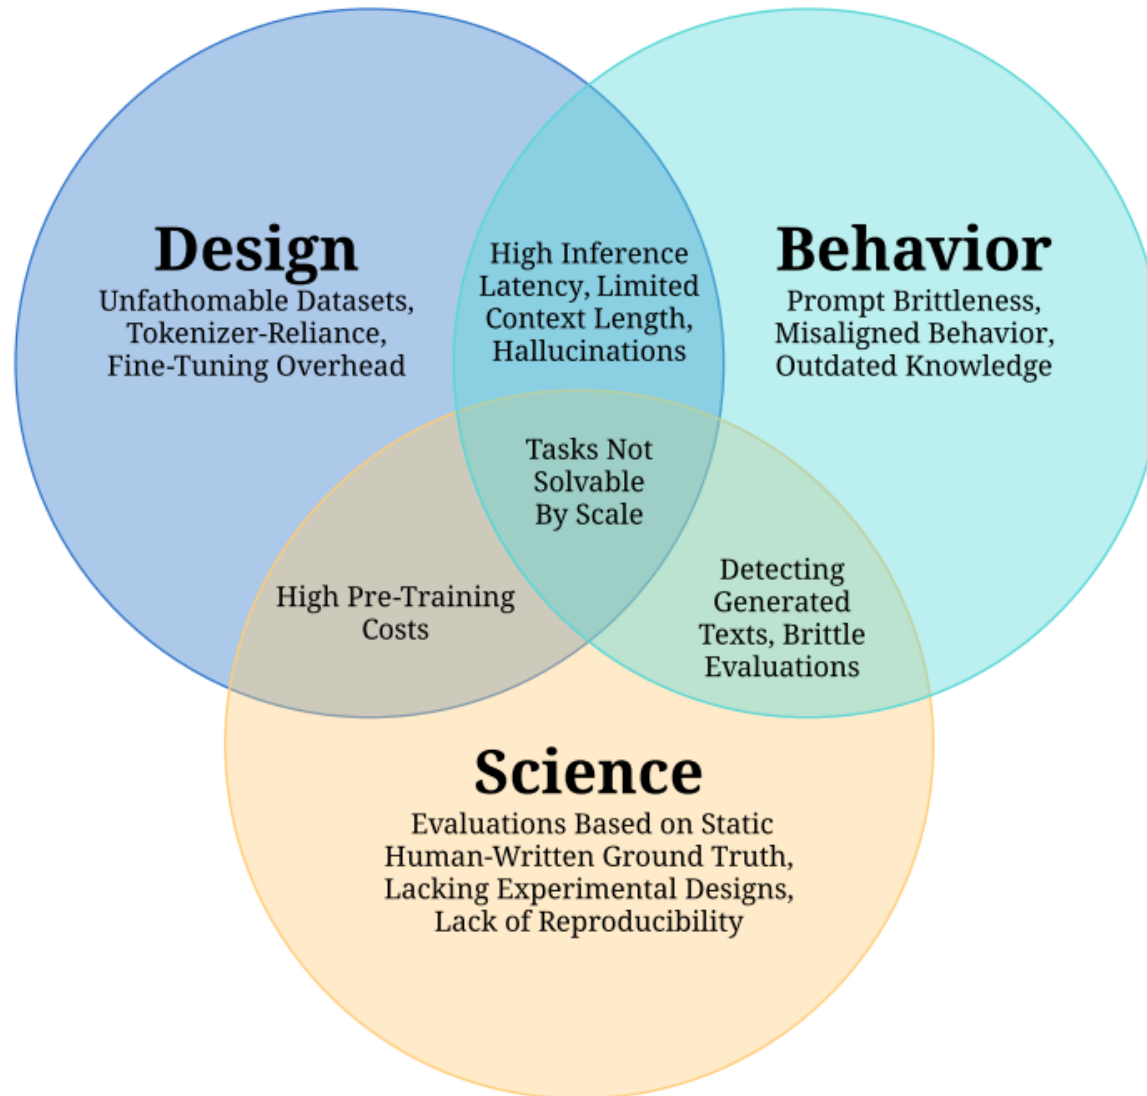 Design
Unfathomable Datasets,
Tokenizer-Reliance,
Fine-Tuning Overhead
High Inference
Latency, Limited
Context Length,
Hallucinations
Behavior
Prompt Brittleness,
Misaligned Behavior,
Outdated Knowledge
Tasks Not
Solvable
By Scale
High Pre-Training
Costs
Detecting
Generated
Texts, Brittle
Evaluations
Science
Evaluations Based on Static
Human-Written Ground Truth,
Lacking Experimental Designs,
Lack of Reproducibility